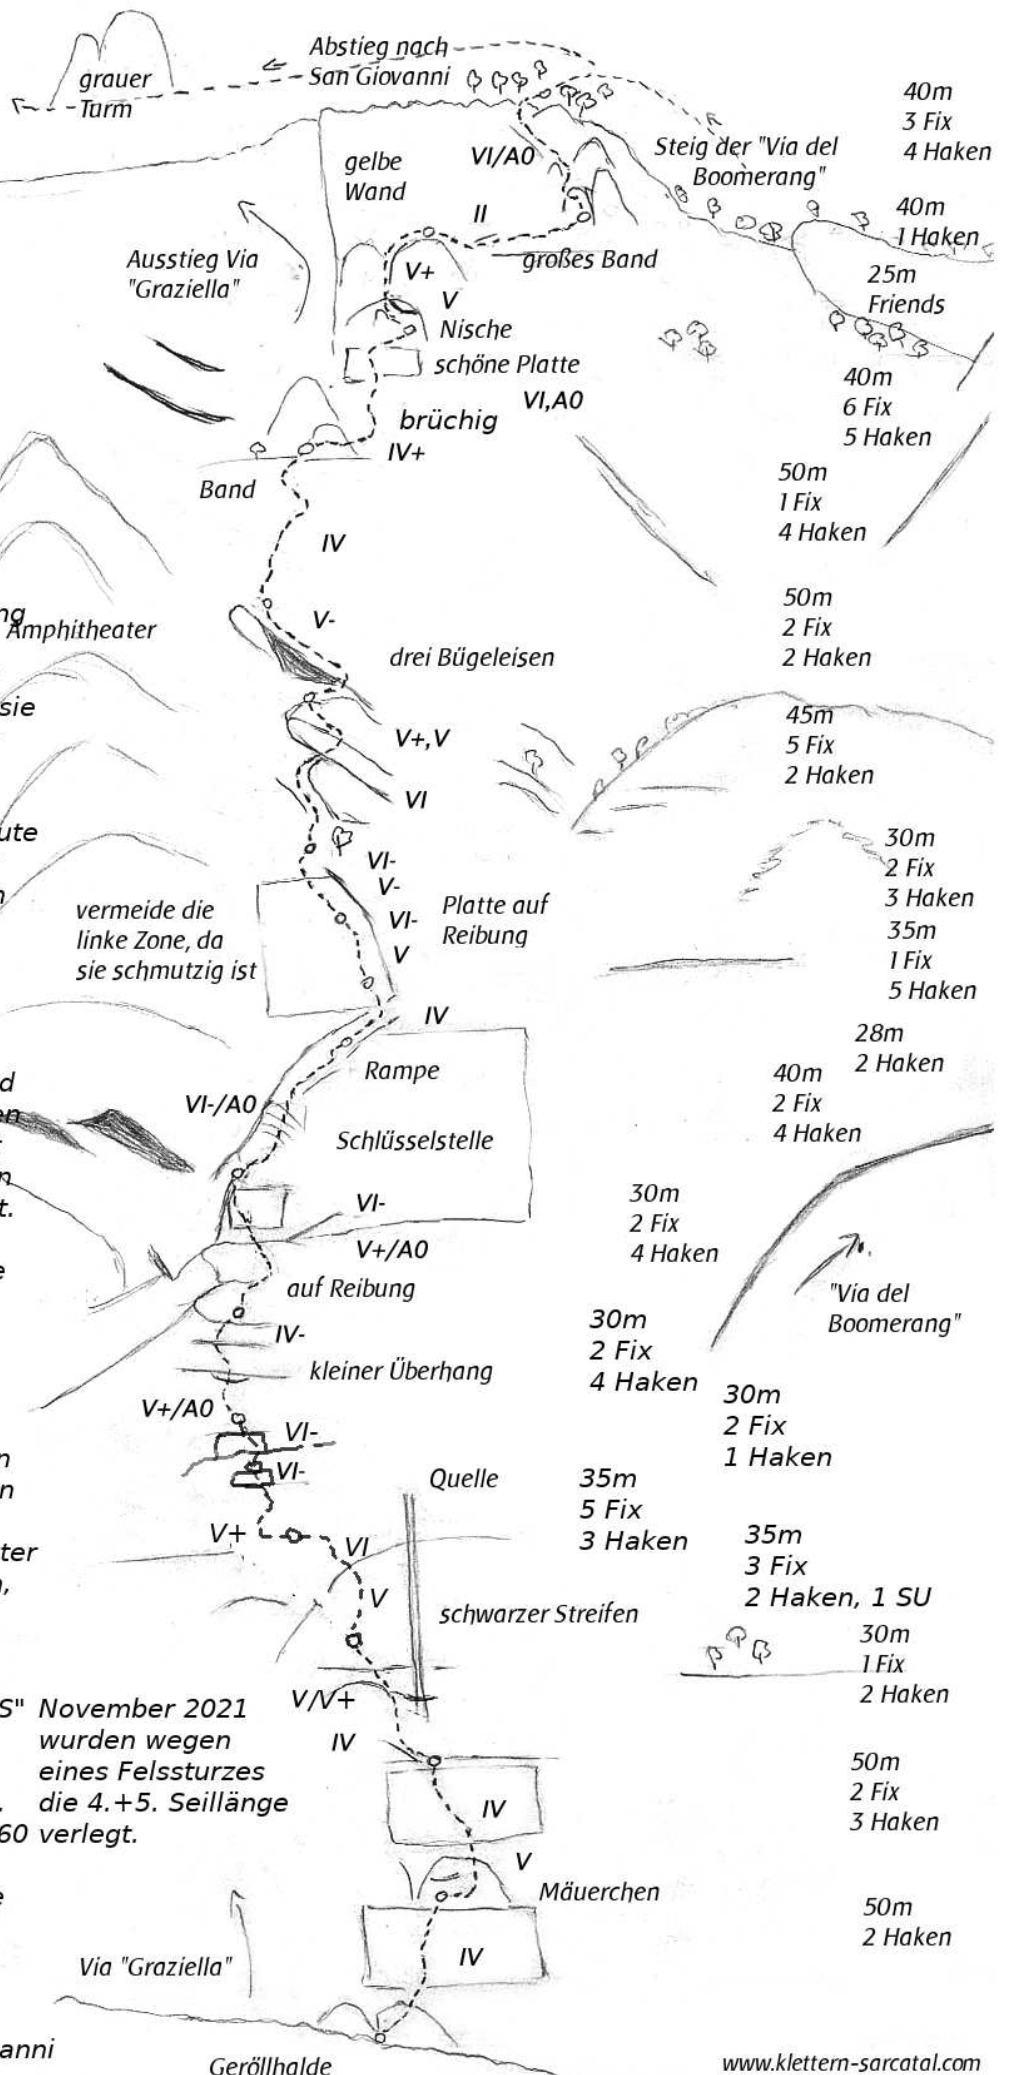 grauer
Turm
Abstieg nach
San Giovanni
40m
3 Fix
4 Haken
gelbe
Wand
VI/A0
Steig der "Via del
Boomerang"
40m
1 Haken
II
großes Band
Ausstieg Via
"Graziella"
V+
V
25m
Friends
Nische
schöne Platte
VI,A0
40m
6 Fix
5 Haken
brüchig
IV+
Band
50m
1 Fix
4 Haken
IV
50m
2 Fix
2 Haken
ng
Amphitheater
V-
drei Bügeleisen
sie
45m
5 Fix
2 Haken
V+,V
VI
ute
30m
2 Fix
3 Haken
VI-
V-
n
vermeide die
linke Zone, da
sie schmutzig ist
VI-
V
Platte auf
Reibung
35m
1 Fix
5 Haken
IV
28m
2 Haken
Rampe
40m
2 Fix
4 Haken
d
en
VI-/A0
Schlüsselstelle
n
t.
VI-
30m
2 Fix
4 Haken
V+/A0
e
auf Reibung
"Via del
Boomerang"
IV-
30m
2 Fix
4 Haken
kleiner Überhang
V+/A0
30m
2 Fix
1 Haken
VI-
n
VI-
n
Quelle
35m
5 Fix
3 Haken
V+
VI
ter
n,
35m
3 Fix
2 Haken, 1 SU
V
schwarzer Streifen
30m
1 Fix
2 Haken
V/V+
IV
S" November 2021
wurden wegen
eines Felssturzes
. die 4.+5. Seillänge
60 verlegt.
50m
2 Fix
3 Haken
IV
V
Mäuerchen
e
50m
2 Haken
IV
Via "Graziella"
anni
Geröllhalde
www.klettern-sarcatal.com